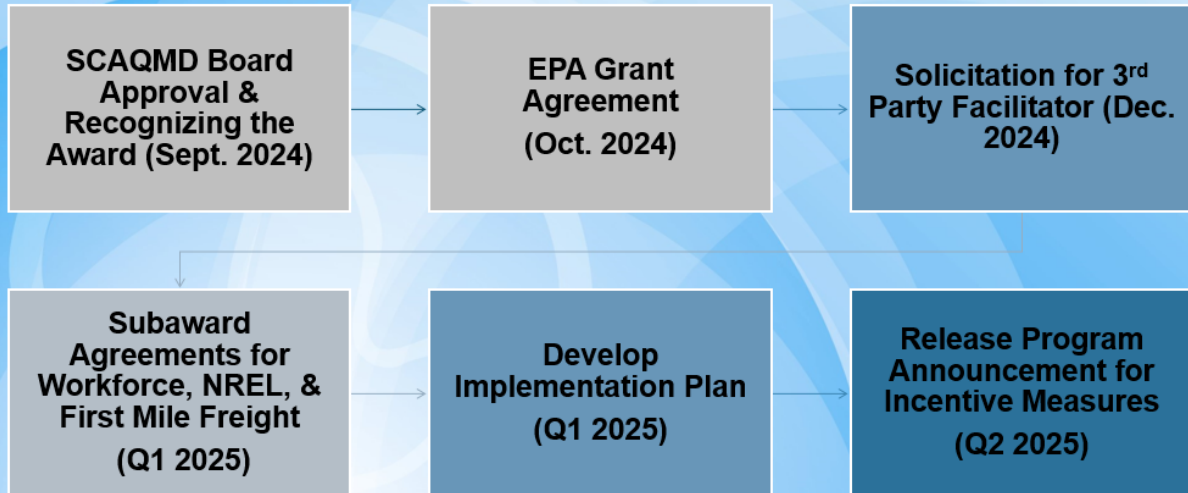 SCAQMD Board
Approval &
Recognizing the
Award (Sept. 2024)
EPA Grant
Agreement
(Oct. 2024)
Solicitation for 3rd
Party Facilitator (Dec.
2024)
Subaward
Agreements for
Workforce, NREL, &
First Mile Freight
(Q1 2025)
Develop
Implementation Plan
(Q1 2025)
Release Program
Announcement for
Incentive Measures
(Q2 2025)